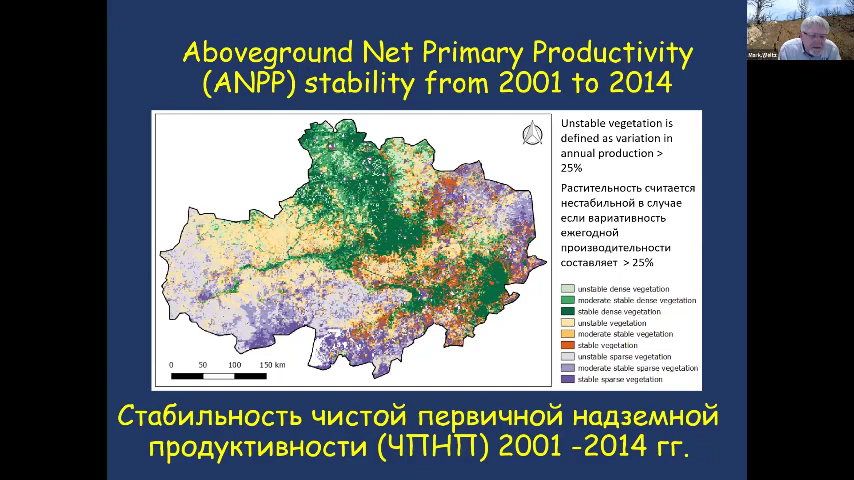 Aboveground Net Primary Productivity
(ANPP) stability from 2001 to 2014
Mark.Weltz
Unstable vegetation is
defined as variation in
annual production >
25%
Растительность считается
нестабильной в случае
если вариативность
ежегодной
производительности
составляет > 25%
unstable dense vegetation
moderate stable dense vegetation
stable dense vegetation
unstable vegetation
moderate stable vegetation
stable vegetation
unstable sparse vegetation
moderate stable sparse vegetation
stable sparse vegetation
0 50 100 150 km
Стабильность чистой первичной надземной
продуктивности (ЧПНП) 2001 -2014 гг.